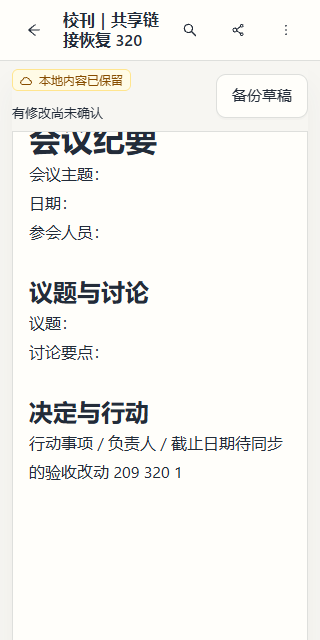 校刊｜共享链
接恢复 320
本地内容已保留
有修改尚未确认
备份草稿
会议纪要
会议主题：
日期：
参会人员：
议题与讨论
议题：
讨论要点：
决定与行动
行动事项 / 负责人 / 截止日期待同步
的验收改动 209 320 1